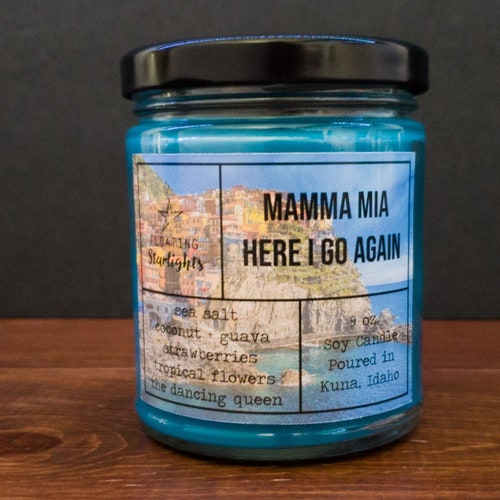 FLOATING
Starlights
MAMMA MIA
HERE I GO AGAIN
sea salt
coconut + guava
strawberries
tropical flowers
the dancing queen
9 oz.
Soy Candle
Poured in
Kuna, Idaho